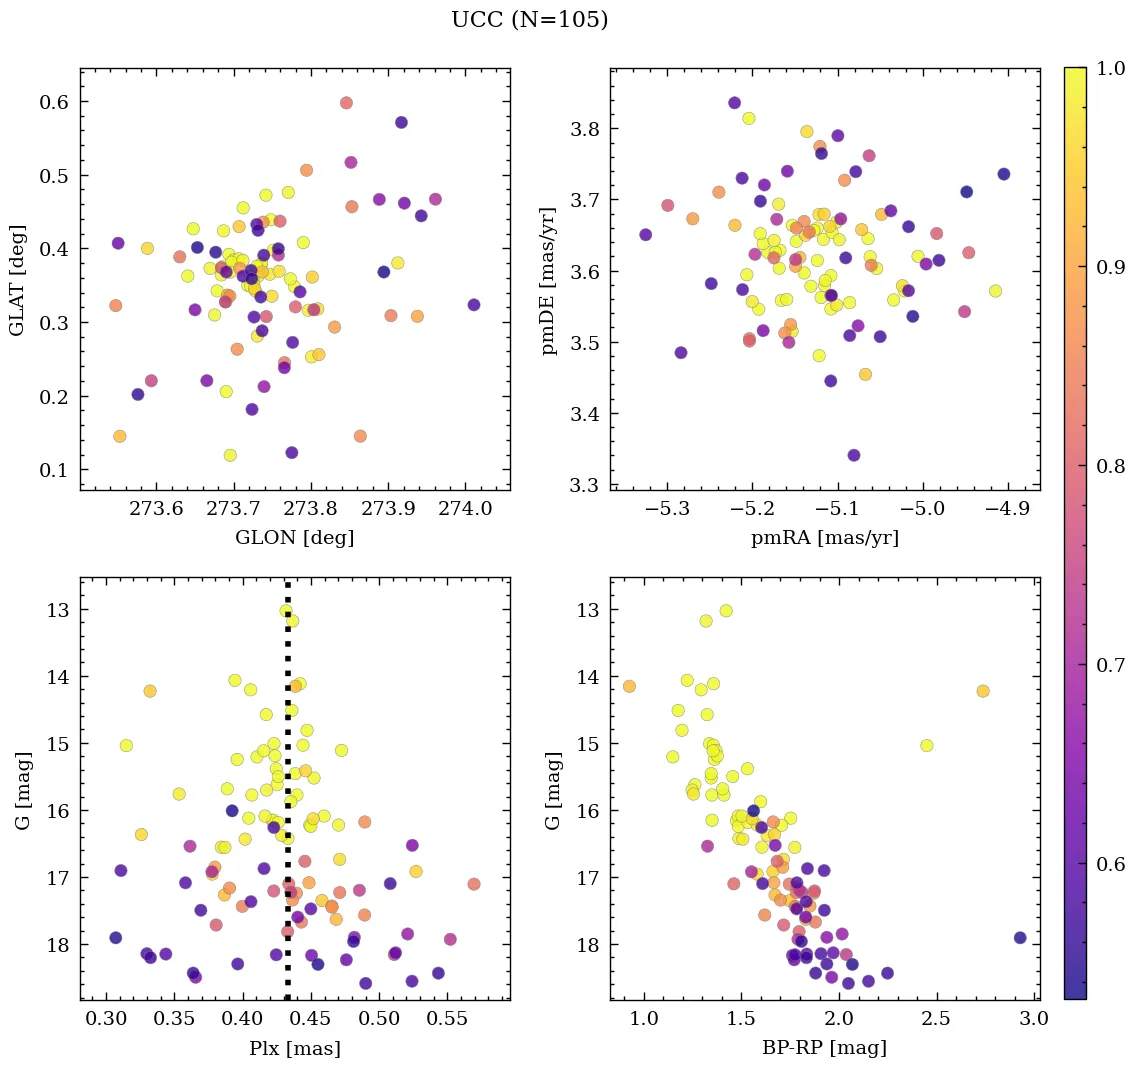 UCC (N=105)
0.6
0.5
0.4
0.3
0.2
0.1
GLAT [deg]
273.6 273.7 273.8 273.9 274.0
GLON [deg]
3.8
3.7
3.6
3.5
3.4
3.3
pmDE [mas/yr]
−5.3 −5.2 −5.1 −5.0 −4.9
pmRA [mas/yr]
13
14
15
16
17
18
G [mag]
0.30 0.35 0.40 0.45 0.50 0.55
Plx [mas]
13
14
15
16
17
18
G [mag]
1.0 1.5 2.0 2.5 3.0
BP-RP [mag]
1.0
0.9
0.8
0.7
0.6